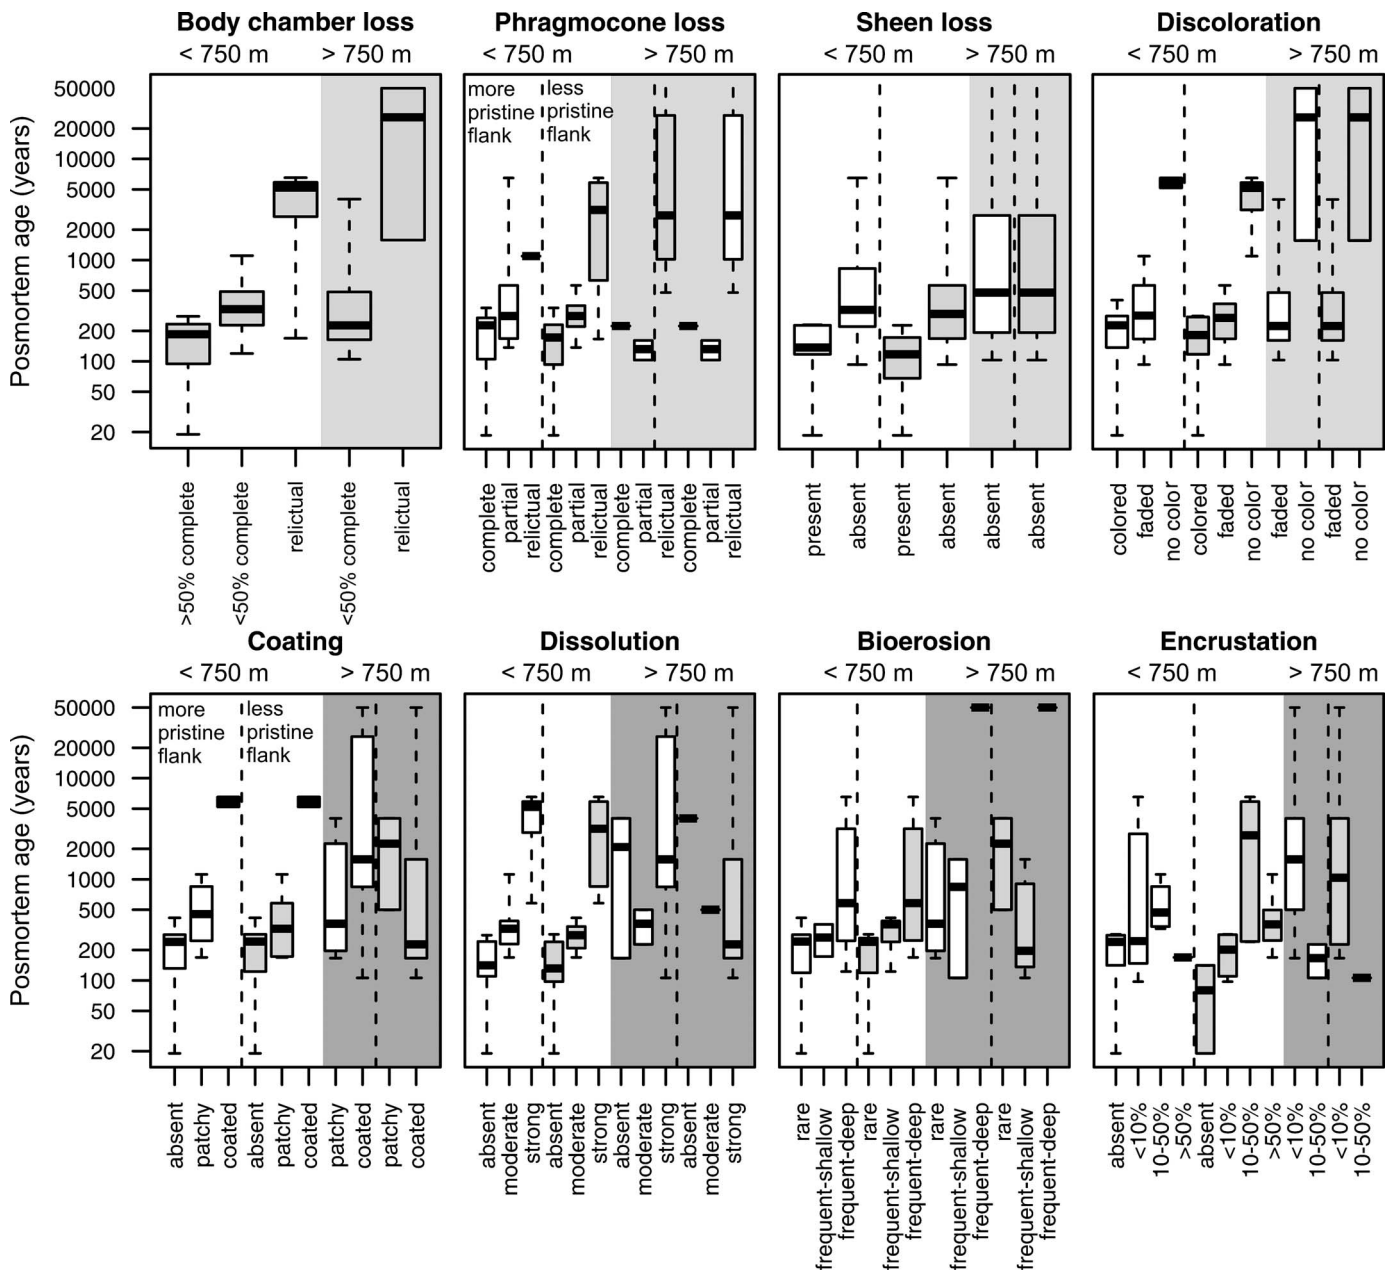 Body chamber loss
< 750 m
> 750 m
Phragmocone loss
< 750 m
> 750 m
Sheen loss
< 750 m
> 750 m
Discoloration
< 750 m
> 750 m
Posmortem age (years)
50000
20000
10000
5000
2000
1000
500
200
100
50
20
more
pristine
flank
less
pristine
flank
>50% complete
<50% complete
relictual
<50% complete
relictual
complete
partial
relictual
complete
partial
relictual
complete
partial
relictual
complete
partial
relictual
present
absent
present
absent
absent
absent
colored
faded
no color
colored
faded
no color
faded
no color
faded
no color
Coating
< 750 m
> 750 m
Dissolution
< 750 m
> 750 m
Bioerosion
< 750 m
> 750 m
Encrustation
< 750 m
> 750 m
Posmortem age (years)
50000
20000
10000
5000
2000
1000
500
200
100
50
20
more
pristine
flank
less
pristine
flank
absent
patchy
coated
absent
patchy
coated
patchy
coated
patchy
coated
absent
moderate
strong
absent
moderate
strong
absent
moderate
strong
absent
moderate
strong
rare
frequent-shallow
frequent-deep
rare
frequent-shallow
frequent-deep
rare
frequent-shallow
frequent-deep
rare
frequent-shallow
frequent-deep
absent
<10%
10-50%
>50%
absent
<10%
10-50%
>50%
<10%
10-50%
<10%
10-50%